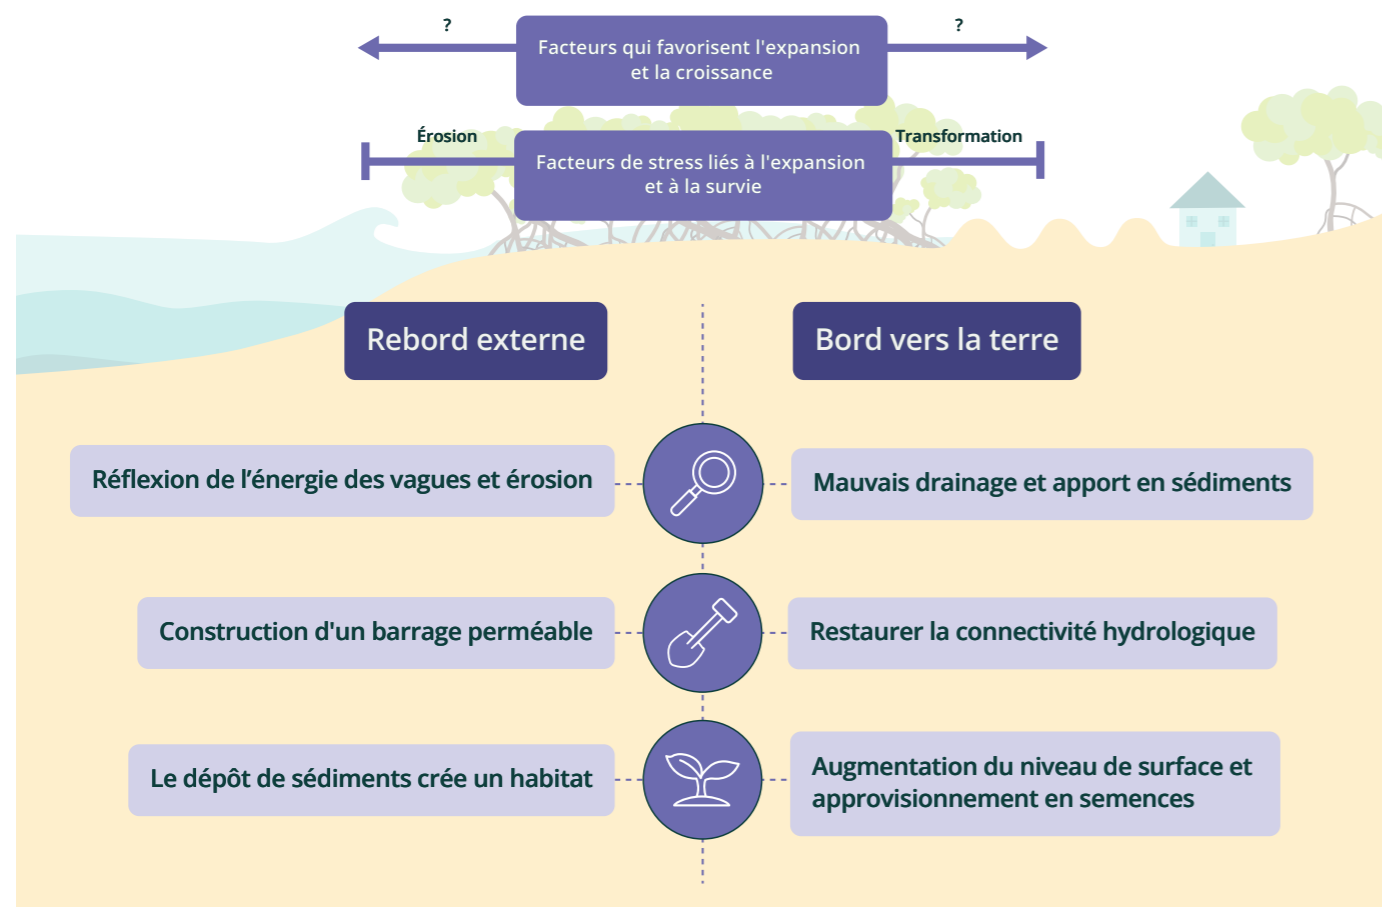 ?
?
Facteurs qui favorisent l'expansion
et la croissance
Érosion
Transformation
Facteurs de stress liés à l'expansion
et à la survie
Rebord externe
Bord vers la terre
Réflexion de l’énergie des vagues et érosion
Mauvais drainage et apport en sédiments
Construction d'un barrage perméable
Restaurer la connectivité hydrologique
Le dépôt de sédiments crée un habitat
Augmentation du niveau de surface et
approvisionnement en semences